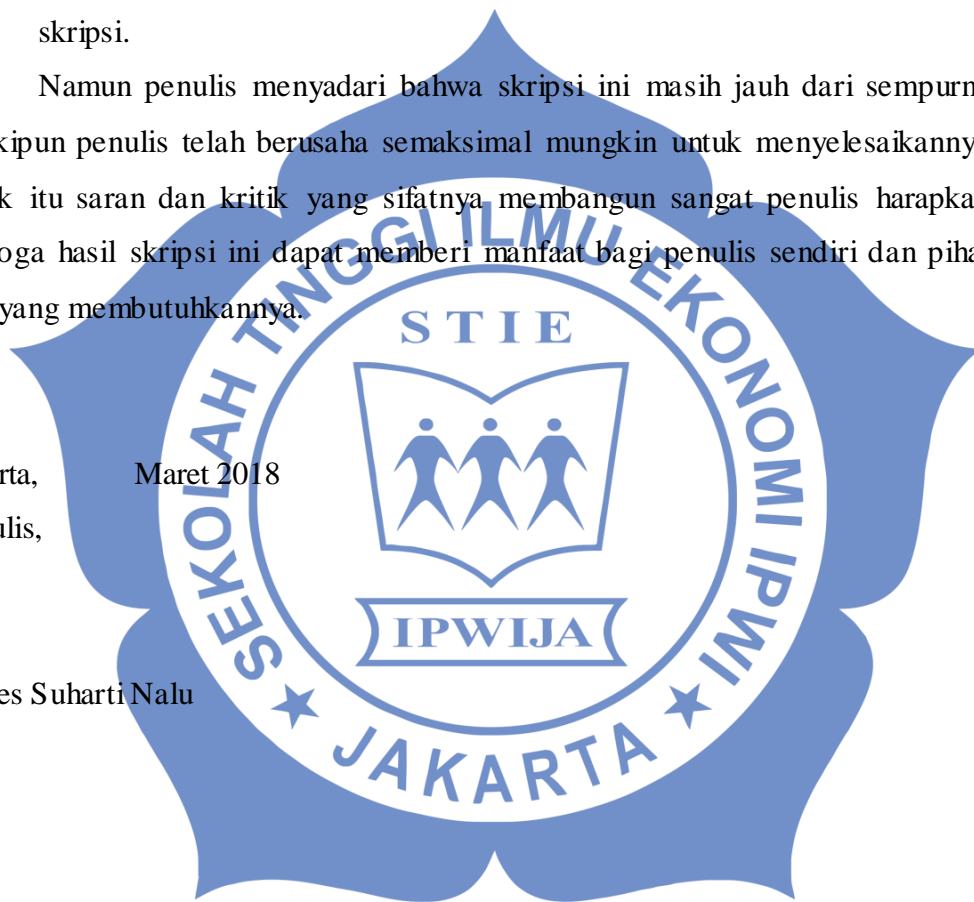 skripsi.
Namun penulis menyadari bahwa skripsi ini masih jauh dari sempurn
kipun penulis telah berusaha semaksimal mungkin untuk menyelesaikanny
k itu saran dan kritik yang sifatnya membangun sangat penulis harapka
oga hasil skripsi ini dapat memberi manfaat bagi penulis sendiri dan piha
yang membutuhkannya.
rta, Maret 2018
ulis,
es Suharti Nalu
SEKOLAH TINGGI ILMU EKONOMI IPWI
STIE
IPWIJA
JAKARTA